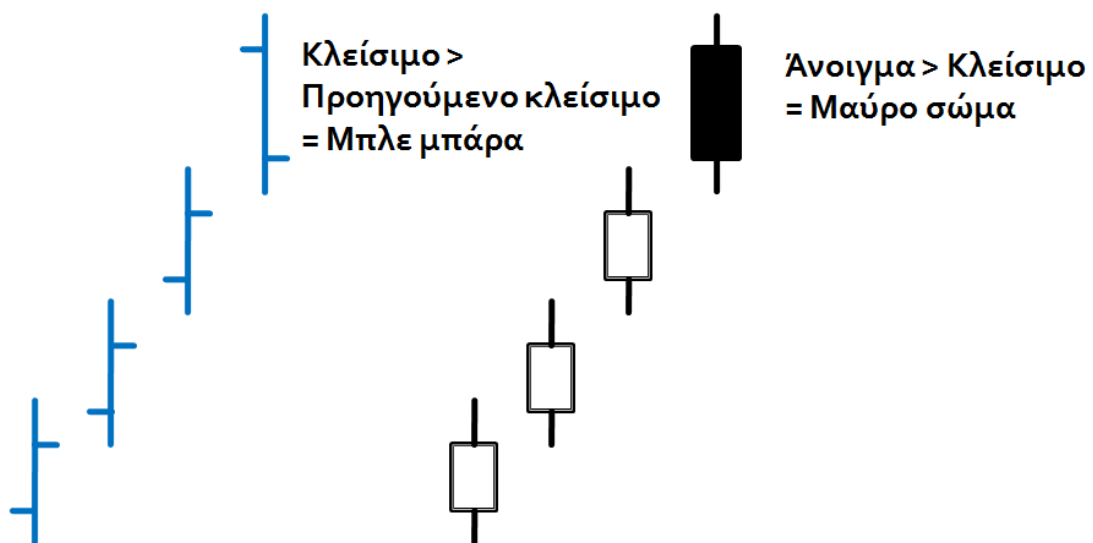 Κλείσιμο >
Προηγούμενο κλείσιμο
= Μπλε μπάρα
Άνοιγμα > Κλείσιμο
= Μαύρο σώμα